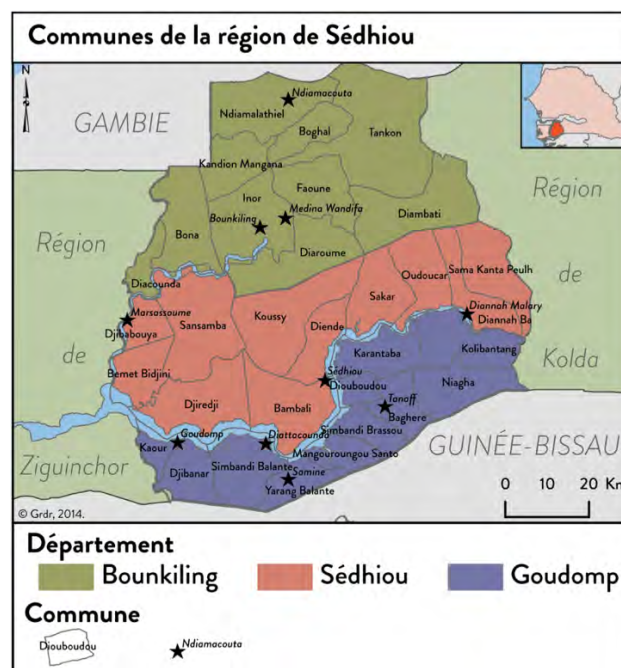 Communes de la région de Sédhiou
N
GAMBIE
Ndiamacouta
Ndiamalathiel
Boghal
Tankon
Kandion Mangana
Faoune
Inor
Medina Wandifa
Bounkiling
Diambati
Bona
Diaroume
Région
de
Ziguinchor
Région
de
Kolda
Diacounda
Marsassoume
Djibabouya
Sansamba
Koussy
Sakar
Oudoucar
Sama Kanta Peulh
Diende
Diannah Malary
Diannah Ba
Karantaba
Kolibantang
Bemet Bidjini
Sédhiou
Diouboudou
Niagha
Djiredji
Bambali
Tanaff
Baghere
Simbandi Brassou
GUINÉE-BISSAU
Goudomp
Diattacounda
Kaour
Mangouroungou Santo
Djibanar
Simbandi Balante
Samine
Yarang Balante
0 10 20 Km
© Grdr, 2014.
Département
Bounkiling Sédhiou Goudomp
Commune
Diouboudou
Ndiamacouta